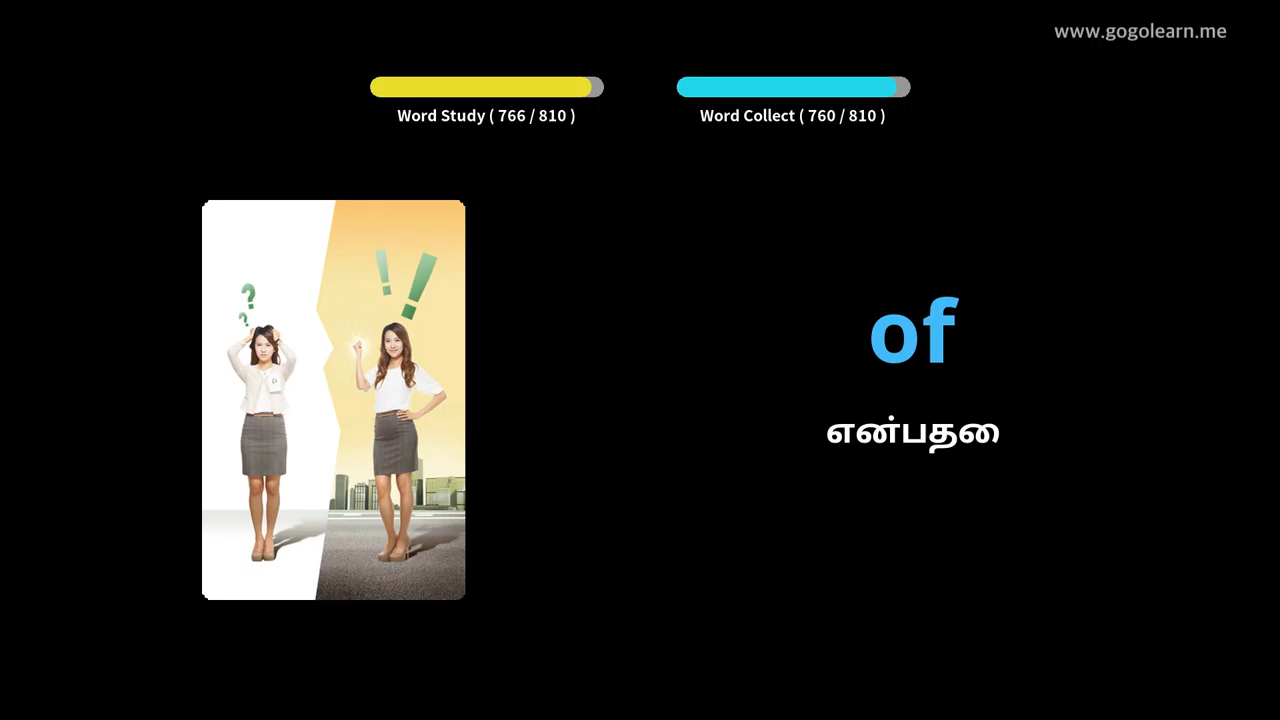 www.gogolearn.me
Word Study ( 766 / 810 )
Word Collect ( 760 / 810 )
? ?
! !
of
என்பதை